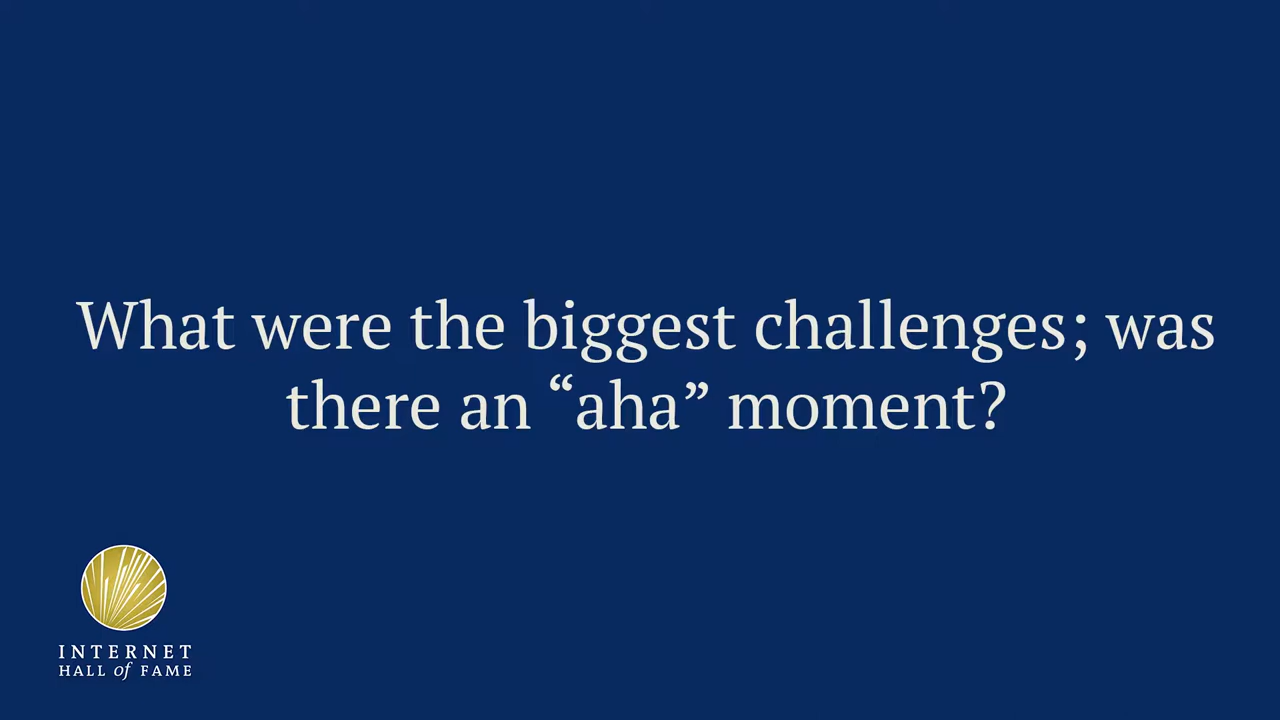 What were the biggest challenges; was
there an “aha” moment?
INTERNET
HALL of FAME